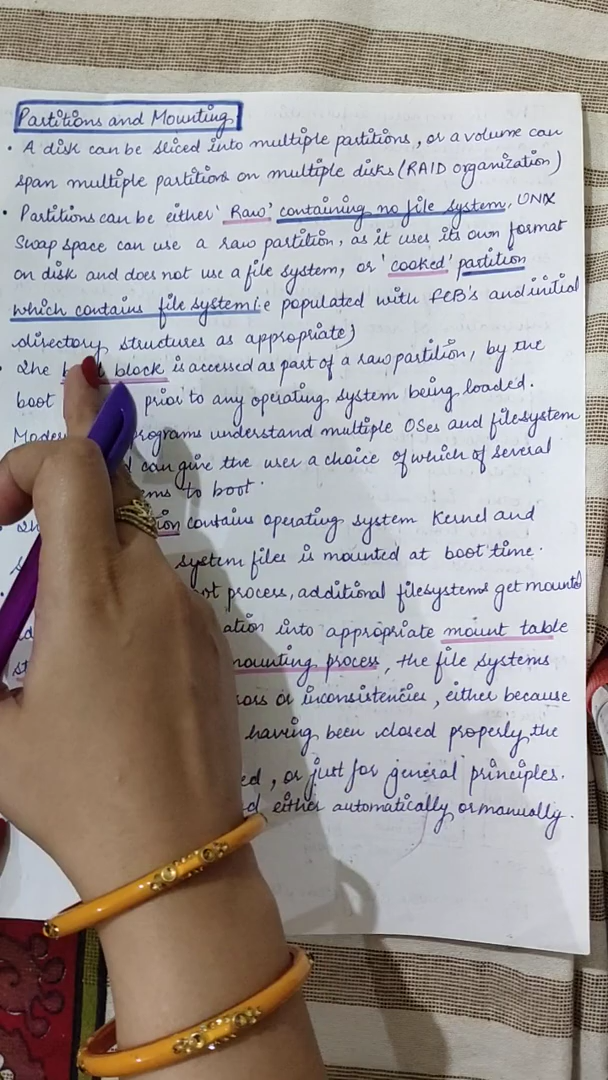 Partitions and Mounting
• A disk can be sliced into multiple partitions, or a volume can
span multiple partitions on multiple disks (RAID organization)
• Partitions can be either 'Raw' containing no file system, UNIX
Swap space can use a raw partition, as it uses its own format
on disk and does not use a file system, or 'cooked' partition
which contains file system i.e populated with FCB's and initial
directory structures as appropriate)
• The block is accessed as part of a raw partition, by the
boot prior to any operating system being loaded.
programs understand multiple OSes and filesystem
can give the user a choice of which of several
to boot.
contains operating system Kernel and
system files is mounted at boot time.
process, additional filesystems get mounted
into appropriate mount table
mounting process, the file systems
or inconsistencies, either because
having been closed properly, the
, or just for general principles.
either automatically or manually.